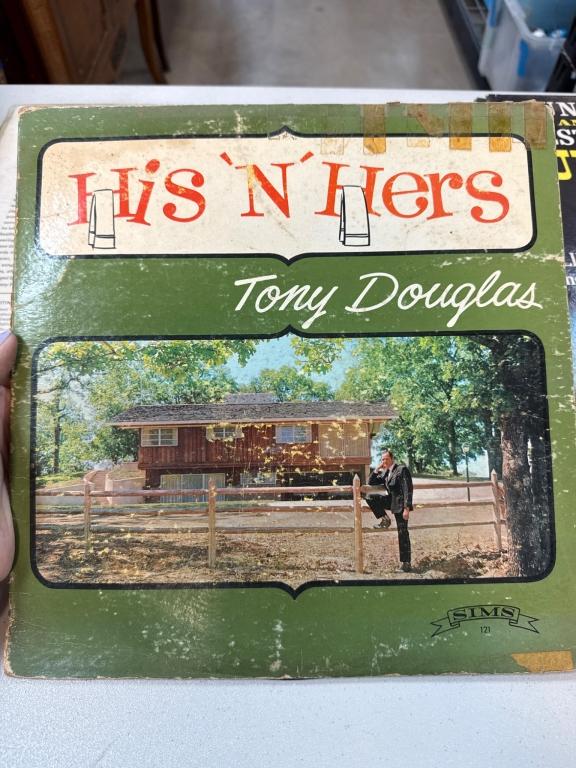 His 'N' Hers
Tony Douglas
SIMS
121